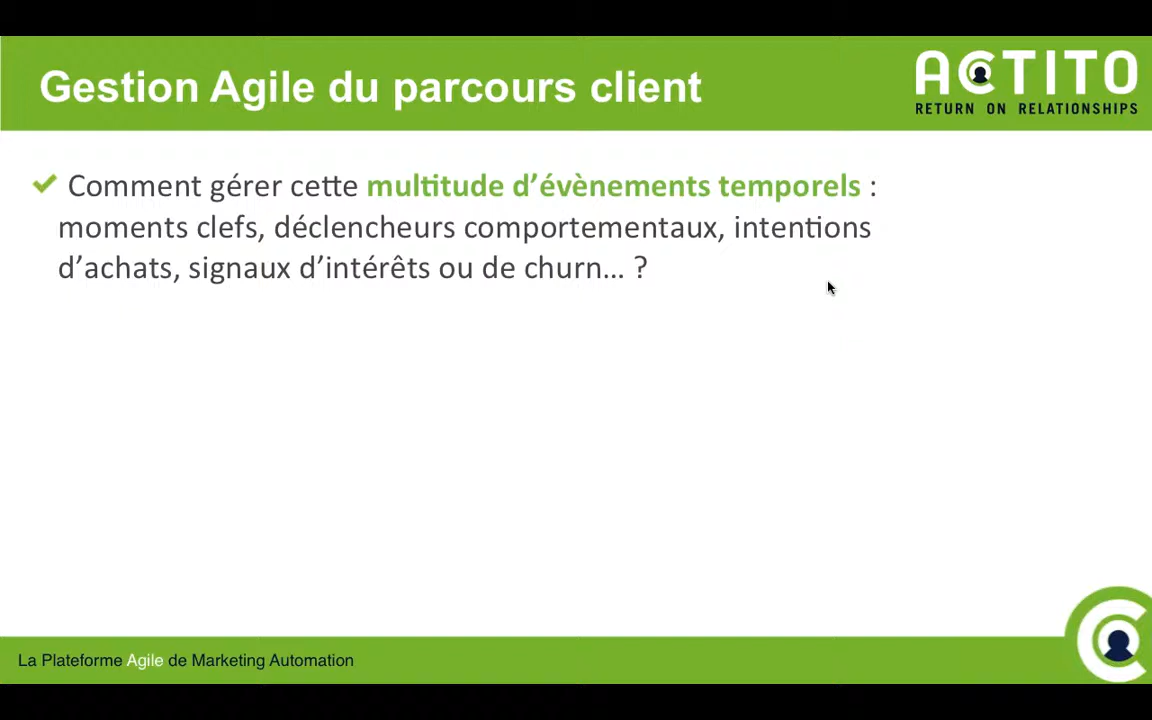 Gestion Agile du parcours client
ACTITO
RETURN ON RELATIONSHIPS
Comment gérer cette multitude d’évènements temporels :
moments clefs, déclencheurs comportementaux, intentions
d’achats, signaux d’intérêts ou de churn… ?
La Plateforme Agile de Marketing Automation